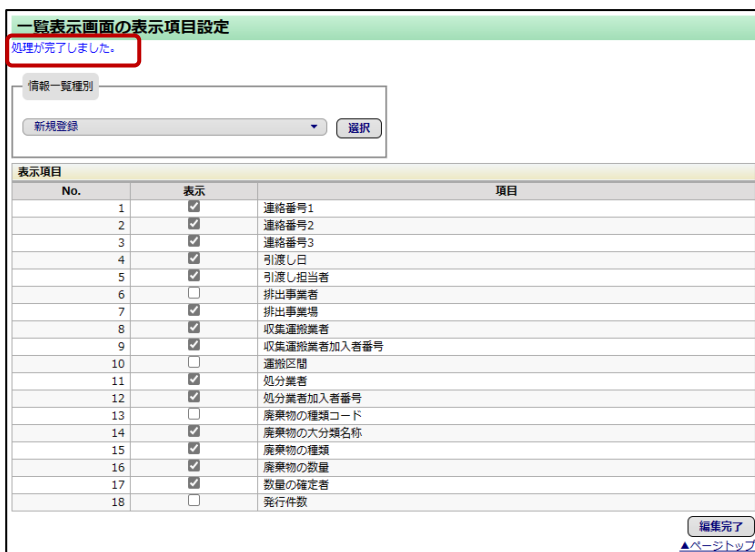 一覧表示画面の表示項目設定
処理が完了しました。
情報一覧種別
新規登録 選択
表示項目
No. 表示 項目
1 連絡番号1
2 連絡番号2
3 連絡番号3
4 引渡し日
5 引渡し担当者
6 排出事業者
7 排出事業場
8 収集運搬業者
9 収集運搬業者加入者番号
10 運搬区間
11 処分業者
12 処分業者加入者番号
13 廃棄物の種類コード
14 廃棄物の大分類名称
15 廃棄物の種類
16 廃棄物の数量
17 数量の確定者
18 発行件数
編集完了
▲ページトップ